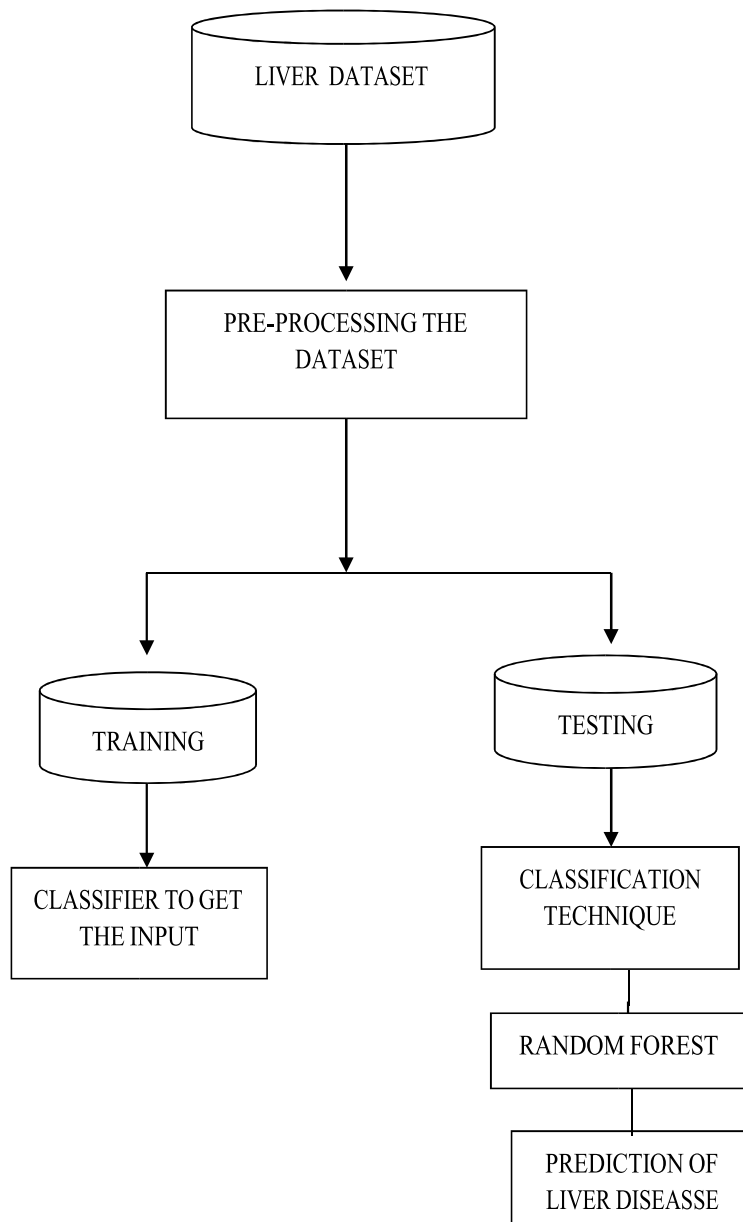 LIVER DATASET
PRE-PROCESSING THE
DATASET
TRAINING
TESTING
CLASSIFIER TO GET
THE INPUT
CLASSIFICATION
TECHNIQUE
RANDOM FOREST
PREDICTION OF
LIVER DISEASSE